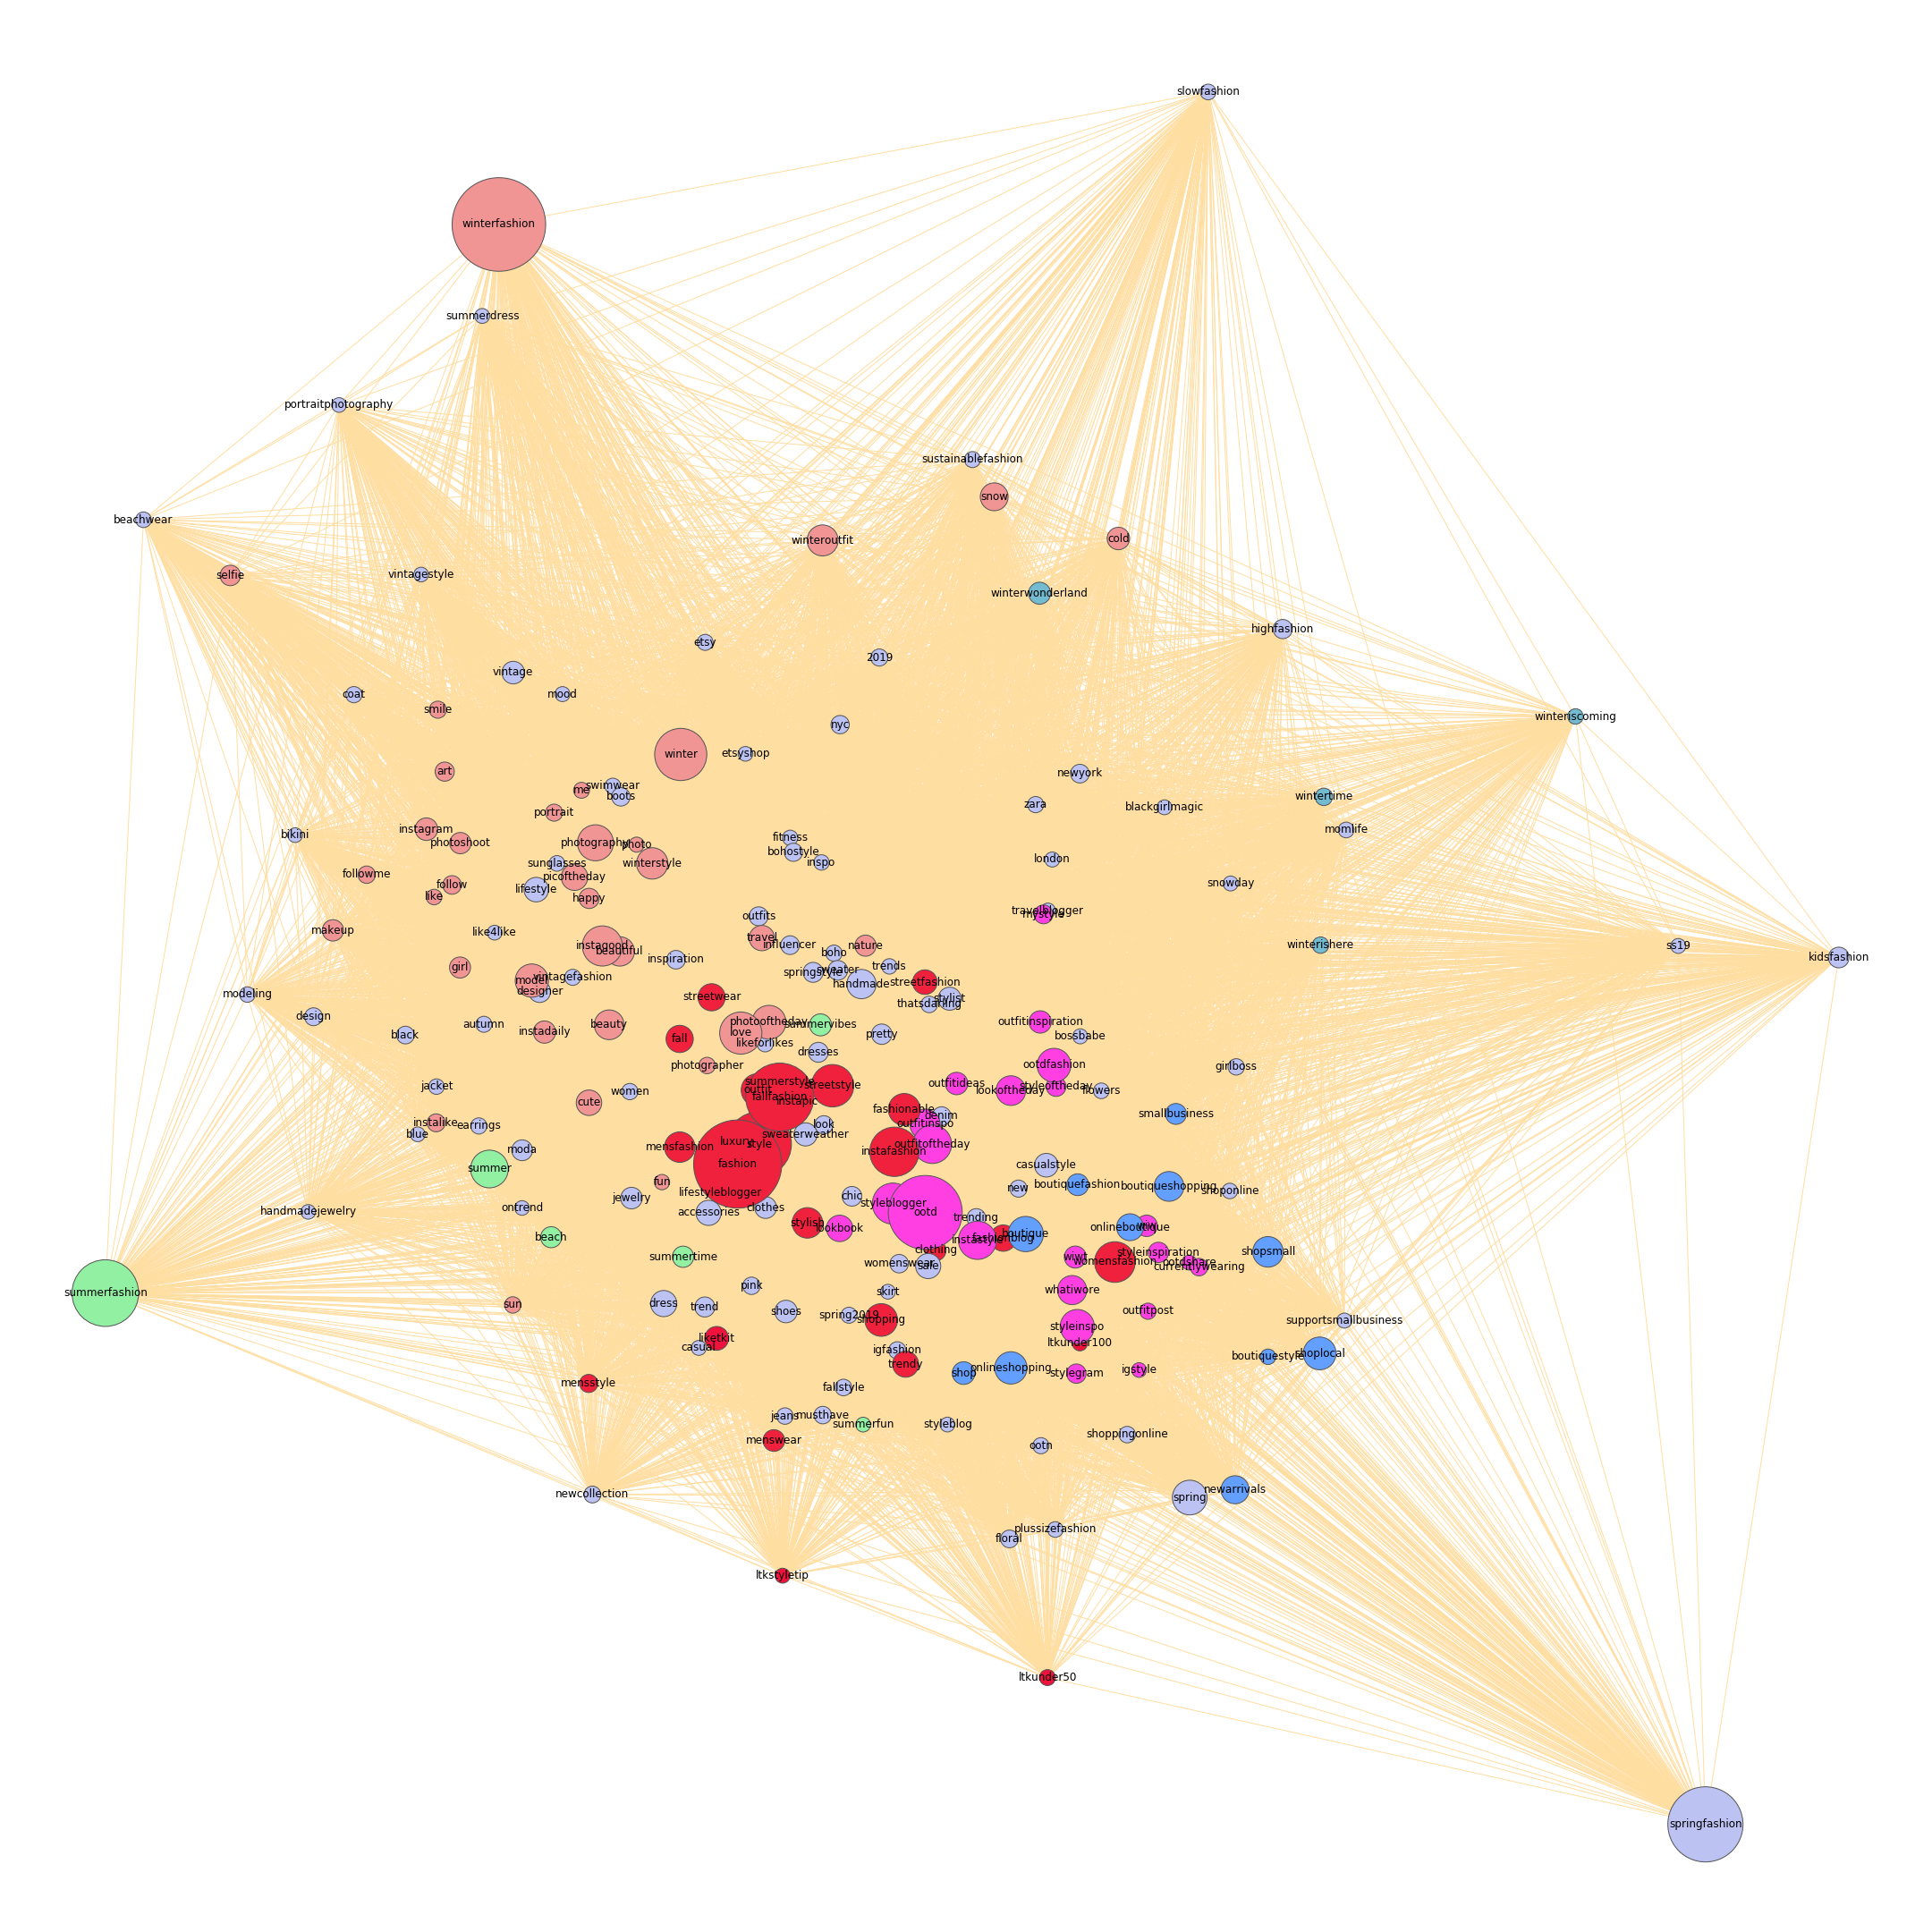 slowfashion
winterfashion
summerdress
portraitphotography
sustainablefashion
snow
beachwear
winteroutfit
cold
selfie
vintagestyle
winterwonderland
highfashion
etsy
2019
vintage
coat
mood
smile
winteriscoming
nyc
winter
etsyshop
art
newyork
me
swimwear
boots
wintertime
zara
blackgirlmagic
portrait
instagram
momlife
bikini
photoshoot
photography
photo
fitness
bohostyle
london
sunglasses
winterstyle
inspo
followme
picoftheday
follow
lifestyle
snowday
like
happy
travelblogger
mystyle
outfits
makeup
like4like
travel
instagood
beautiful
influencer
nature
winterishere
ss19
boho
kidsfashion
inspiration
girl
trends
sweater
springstyle
vintagefashion
model
streetfashion
handmade
designer
modeling
streetwear
stylist
thatsdarling
design
photooftheday
summervibes
outfitinspiration
autumn
beauty
instadaily
black
love
pretty
bossbabe
fall
likeforlikes
dresses
photographer
ootdfashion
girlboss
summerstyle
streetstyle
outfitideas
jacket
outfit
lookoftheday
styleoftheday
flowers
women
fallfashion
instapic
cute
fashionable
smallbusiness
denim
instalike
earrings
look
outfitinspo
blue
sweaterweather
luxury
style
outfitoftheday
mensfashion
moda
instafashion
fashion
casualstyle
summer
fun
boutiquefashion
boutiqueshopping
new
shoponline
lifestyleblogger
jewelry
chic
styleblogger
ontrend
clothes
handmadejewelry
accessories
ootd
trending
stylish
lookbook
onlineboutique
boutique
beach
fashionblog
instastyle
clothing
shopsmall
styleinspiration
summertime
wiwt
womensfashion
ootdshare
womenswear
currentlywearing
sale
pink
whatiwore
skirt
summerfashion
dress
sun
trend
shoes
outfitpost
spring2019
shopping
supportsmallbusiness
styleinspo
liketkit
ltkunder100
casual
igfashion
shoplocal
boutiquestyle
trendy
onlineshopping
igstyle
shop
stylegram
mensstyle
fallstyle
jeans
musthave
summerfun
styleblog
shoppingonline
menswear
ootn
newarrivals
newcollection
spring
plussizefashion
floral
ltkstyletip
ltkunder50
springfashion